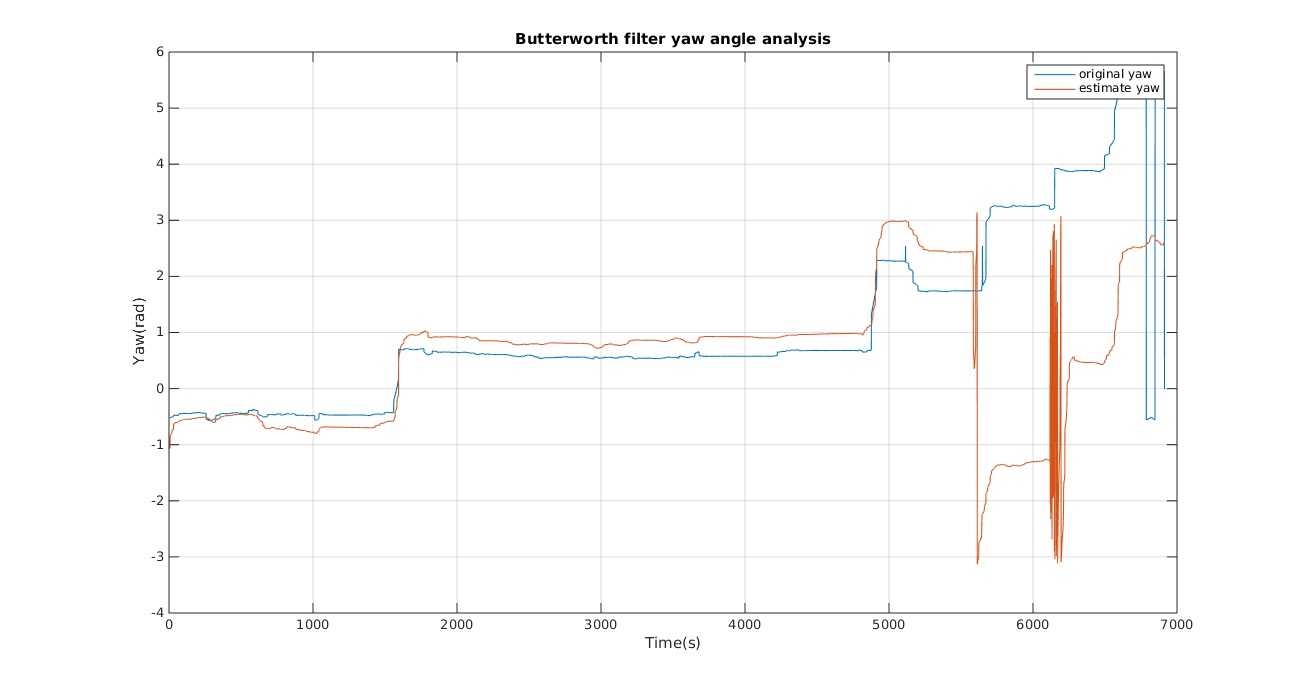 Butterworth filter yaw angle analysis
original yaw
estimate yaw
Yaw(rad)
6
5
4
3
2
1
0
-1
-2
-3
-4
0 1000 2000 3000 4000 5000 6000 7000
Time(s)